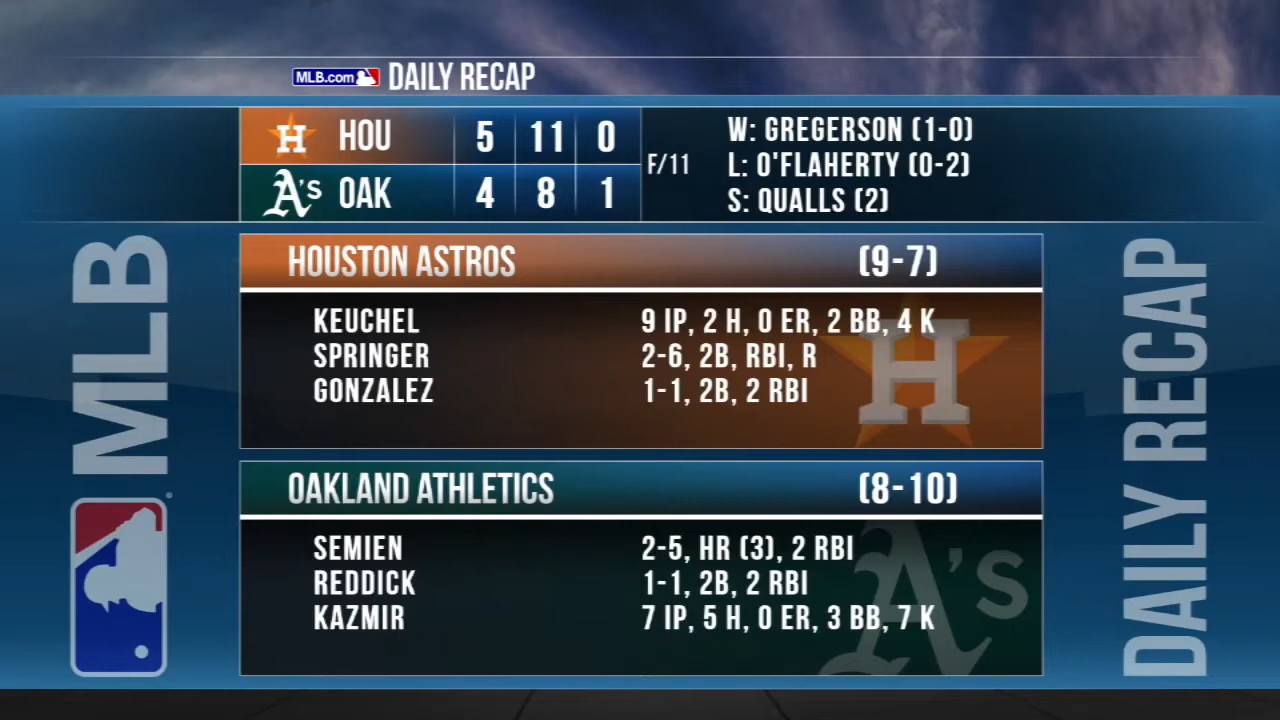 MLB.com DAILY RECAP
H HOU 5 11 0
A's OAK 4 8 1
F/11
W: GREGERSON (1-0)
L: O'FLAHERTY (0-2)
S: QUALLS (2)
HOUSTON ASTROS (9-7)
KEUCHEL 9 IP, 2 H, 0 ER, 2 BB, 4 K
SPRINGER 2-6, 2B, RBI, R
GONZALEZ 1-1, 2B, 2 RBI
H
OAKLAND ATHLETICS (8-10)
SEMIEN 2-5, HR (3), 2 RBI
REDDICK 1-1, 2B, 2 RBI
KAZMIR 7 IP, 5 H, 0 ER, 3 BB, 7 K
A's
MLB
DAILY RECAP